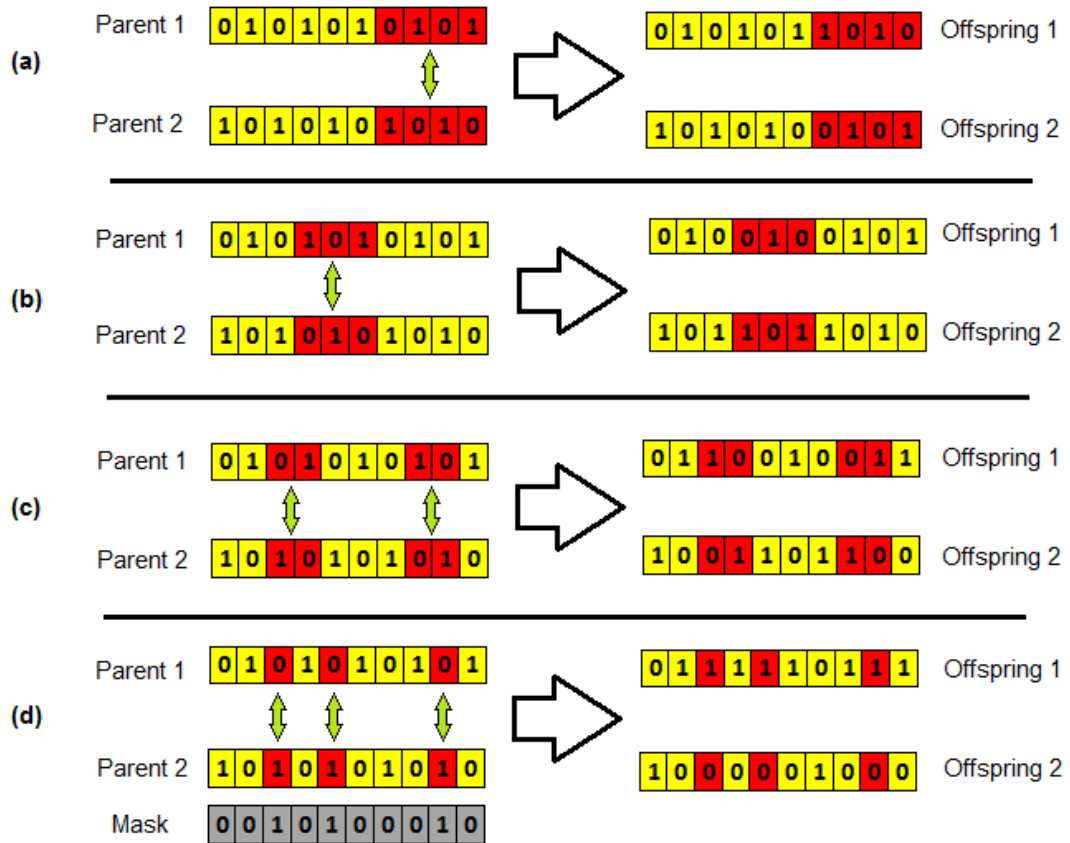 Parent 1 0 1 0 1 0 1 0 1 0 1 0 1 0 1 0 1 1 0 1 0 Offspring 1
(a)
Parent 2 1 0 1 0 1 0 1 0 1 0 1 0 1 0 1 0 0 1 0 1 Offspring 2
Parent 1 0 1 0 1 0 1 0 1 0 1 0 1 0 0 1 0 0 1 0 1 Offspring 1
(b)
Parent 2 1 0 1 0 1 0 1 0 1 0 1 0 1 1 0 1 1 0 1 0 Offspring 2
Parent 1 0 1 0 1 0 1 0 1 0 1 0 1 1 0 0 1 0 0 1 1 Offspring 1
(c)
Parent 2 1 0 1 0 1 0 1 0 1 0 1 0 0 1 1 0 1 1 0 0 Offspring 2
Parent 1 0 1 0 1 0 1 0 1 0 1 0 1 1 1 1 1 0 1 1 1 Offspring 1
(d)
Parent 2 1 0 1 0 1 0 1 0 1 0 1 0 0 0 0 0 1 0 0 0 Offspring 2
Mask 0 0 1 0 1 0 0 0 1 0